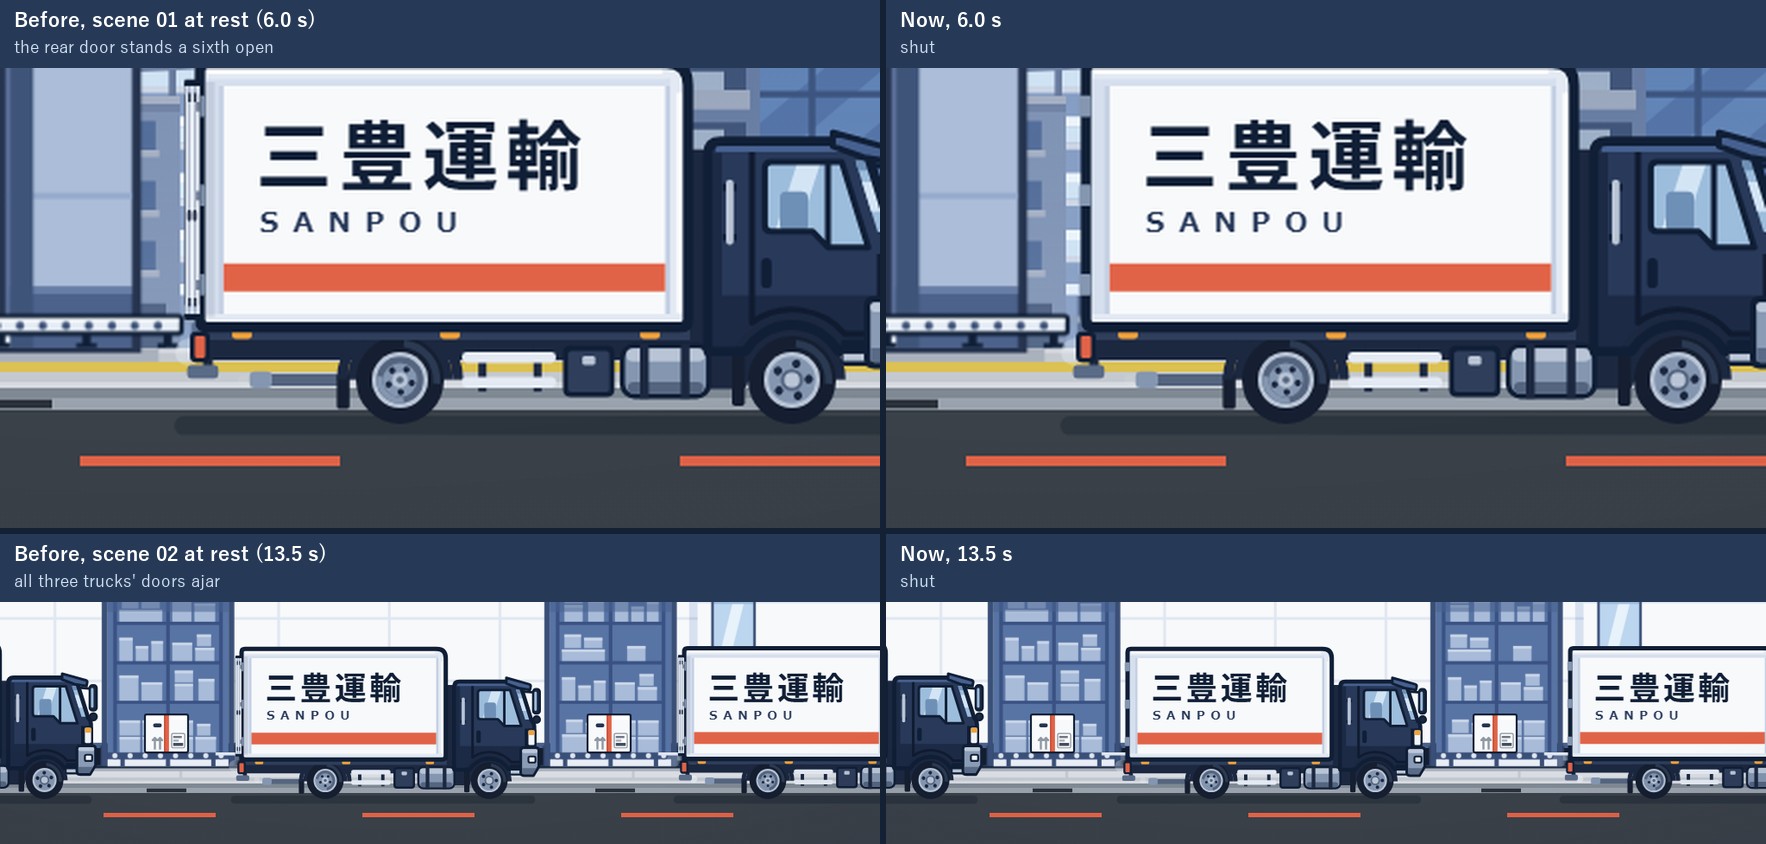 Before, scene 01 at rest (6.0 s)
the rear door stands a sixth open
三豊運輸
SANPOU
Now, 6.0 s
shut
三豊運輸
SANPOU
Before, scene 02 at rest (13.5 s)
all three trucks' doors ajar
三豊運輸
SANPOU
三豊運輸
SANPOU
Now, 13.5 s
shut
三豊運輸
SANPOU
三豊運輸
SANPOU